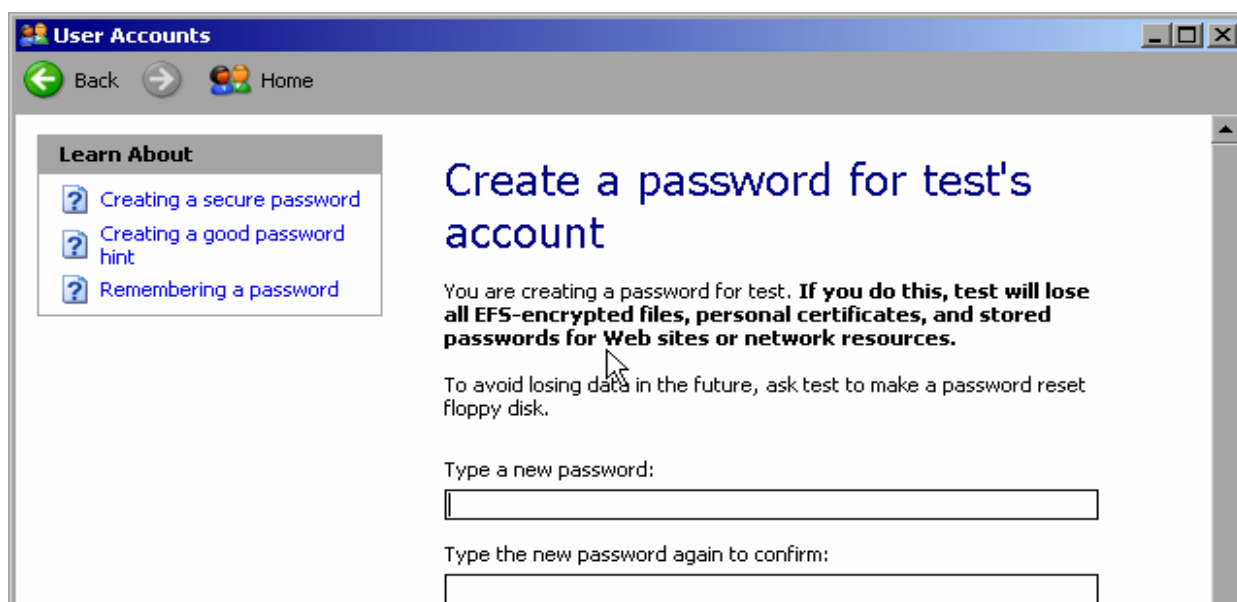 User Accounts
Back
Home
Learn About
Creating a secure password
Creating a good password
hint
Remembering a password
Create a password for test's
account
You are creating a password for test. If you do this, test will lose
all EFS-encrypted files, personal certificates, and stored
passwords for Web sites or network resources.
To avoid losing data in the future, ask test to make a password reset
floppy disk.
Type a new password:
Type the new password again to confirm: